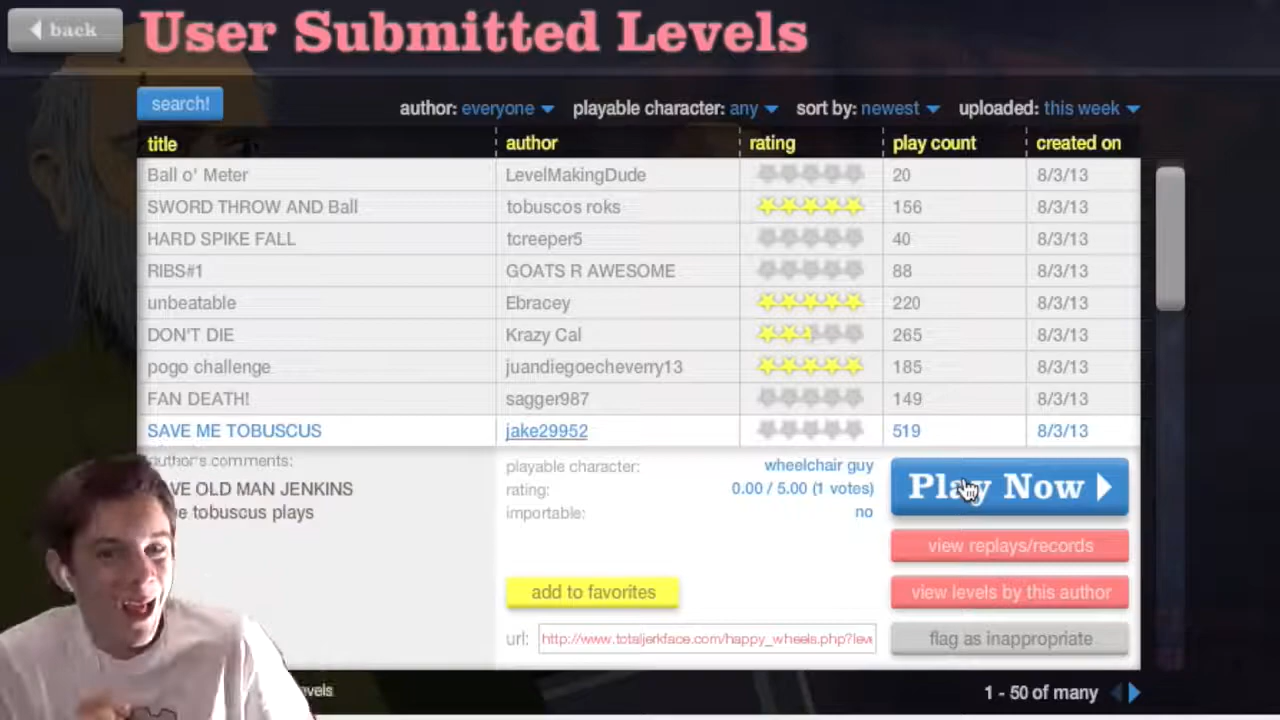 back
User Submitted Levels
search!
author: everyone playable character: any sort by: newest uploaded: this week
title author rating play count created on
Ball o' Meter LevelMakingDude 20 8/3/13
SWORD THROW AND Ball tobuscos roks 156 8/3/13
HARD SPIKE FALL tcreeper5 40 8/3/13
RIBS#1 GOATS R AWESOME 88 8/3/13
unbeatable Ebracey 220 8/3/13
DON'T DIE Krazy Cal 265 8/3/13
pogo challenge juandiegoecheverry13 185 8/3/13
FAN DEATH! sagger987 149 8/3/13
SAVE ME TOBUSCUS jake29952 519 8/3/13
author's comments: playable character: wheelchair guy
OLD MAN JENKINS rating: 0.00 / 5.00 (1 votes) Play Now
tobuscus plays importable: no
view replays/records
add to favorites view levels by this author
url: http://www.totaljerkface.com/happy_wheels.php?lev flag as inappropriate
1 - 50 of many